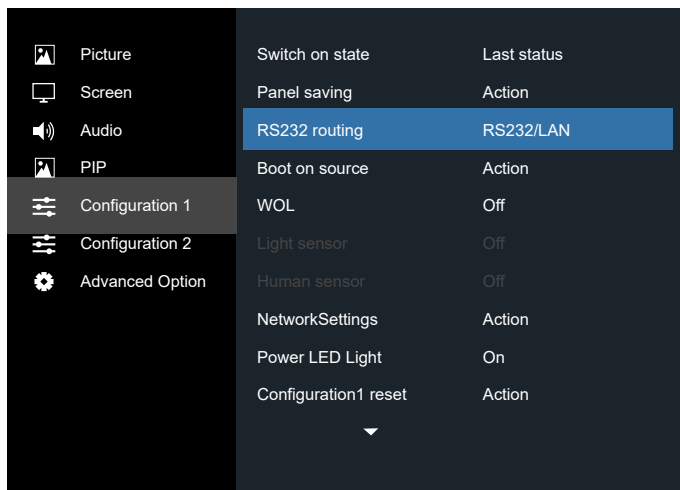 Picture
Screen
Audio
PIP
Configuration 1
Configuration 2
Advanced Option
Switch on state Last status
Panel saving Action
RS232 routing RS232/LAN
Boot on source Action
WOL Off
Light sensor Off
Human sensor Off
NetworkSettings Action
Power LED Light On
Configuration1 reset Action